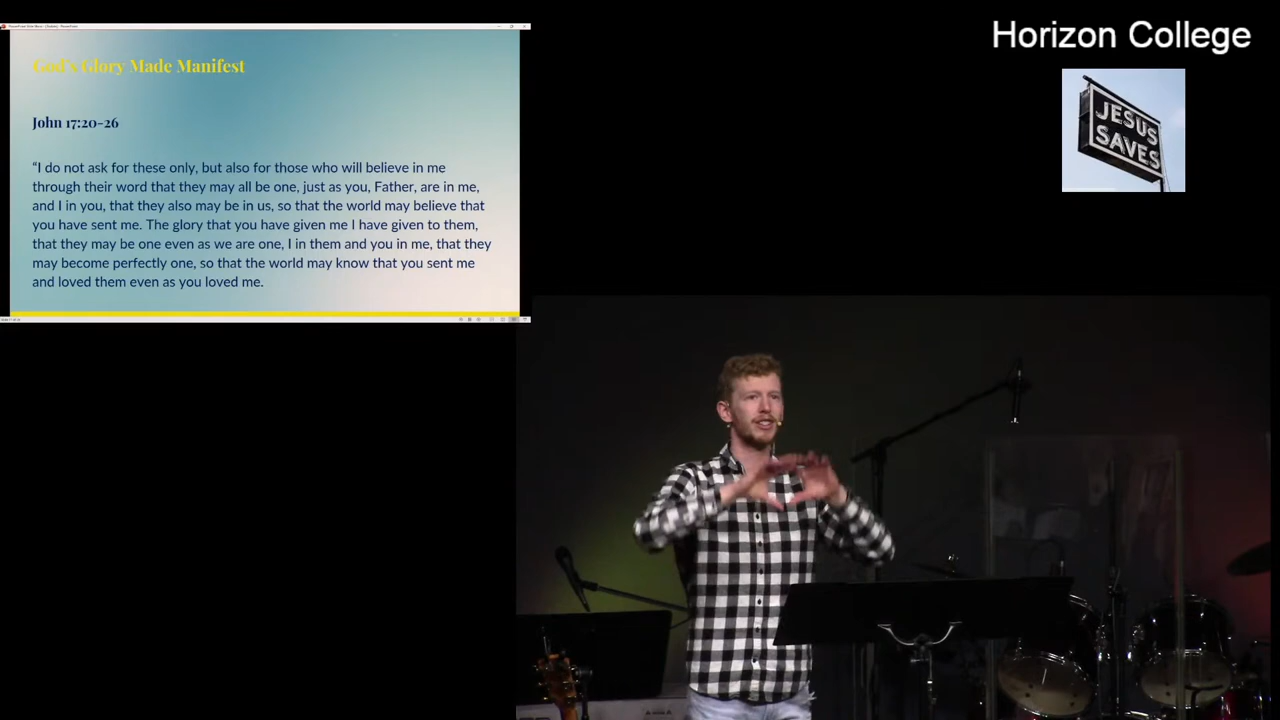 God's Glory Made Manifest
John 17:20-26
“I do not ask for these only, but also for those who will believe in me
through their word that they may all be one, just as you, Father, are in me,
and I in you, that they also may be in us, so that the world may believe that
you have sent me. The glory that you have given me I have given to them,
that they may be one even as we are one, I in them and you in me, that they
may become perfectly one, so that the world may know that you sent me
and loved them even as you loved me.
Horizon College
JESUS
SAVES